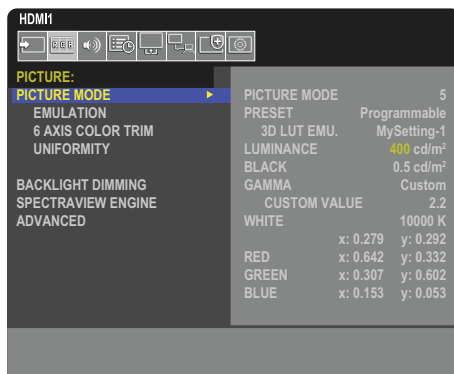 HDMI1
R G B
PICTURE:
PICTURE MODE
EMULATION
6 AXIS COLOR TRIM
UNIFORMITY
BACKLIGHT DIMMING
SPECTRAVIEW ENGINE
ADVANCED
PICTURE MODE 5
PRESET Programmable
3D LUT EMU. MySetting-1
LUMINANCE 400 cd/m²
BLACK 0.5 cd/m²
GAMMA Custom
CUSTOM VALUE 2.2
WHITE 10000 K
x: 0.279 y: 0.292
RED x: 0.642 y: 0.332
GREEN x: 0.307 y: 0.602
BLUE x: 0.153 y: 0.053